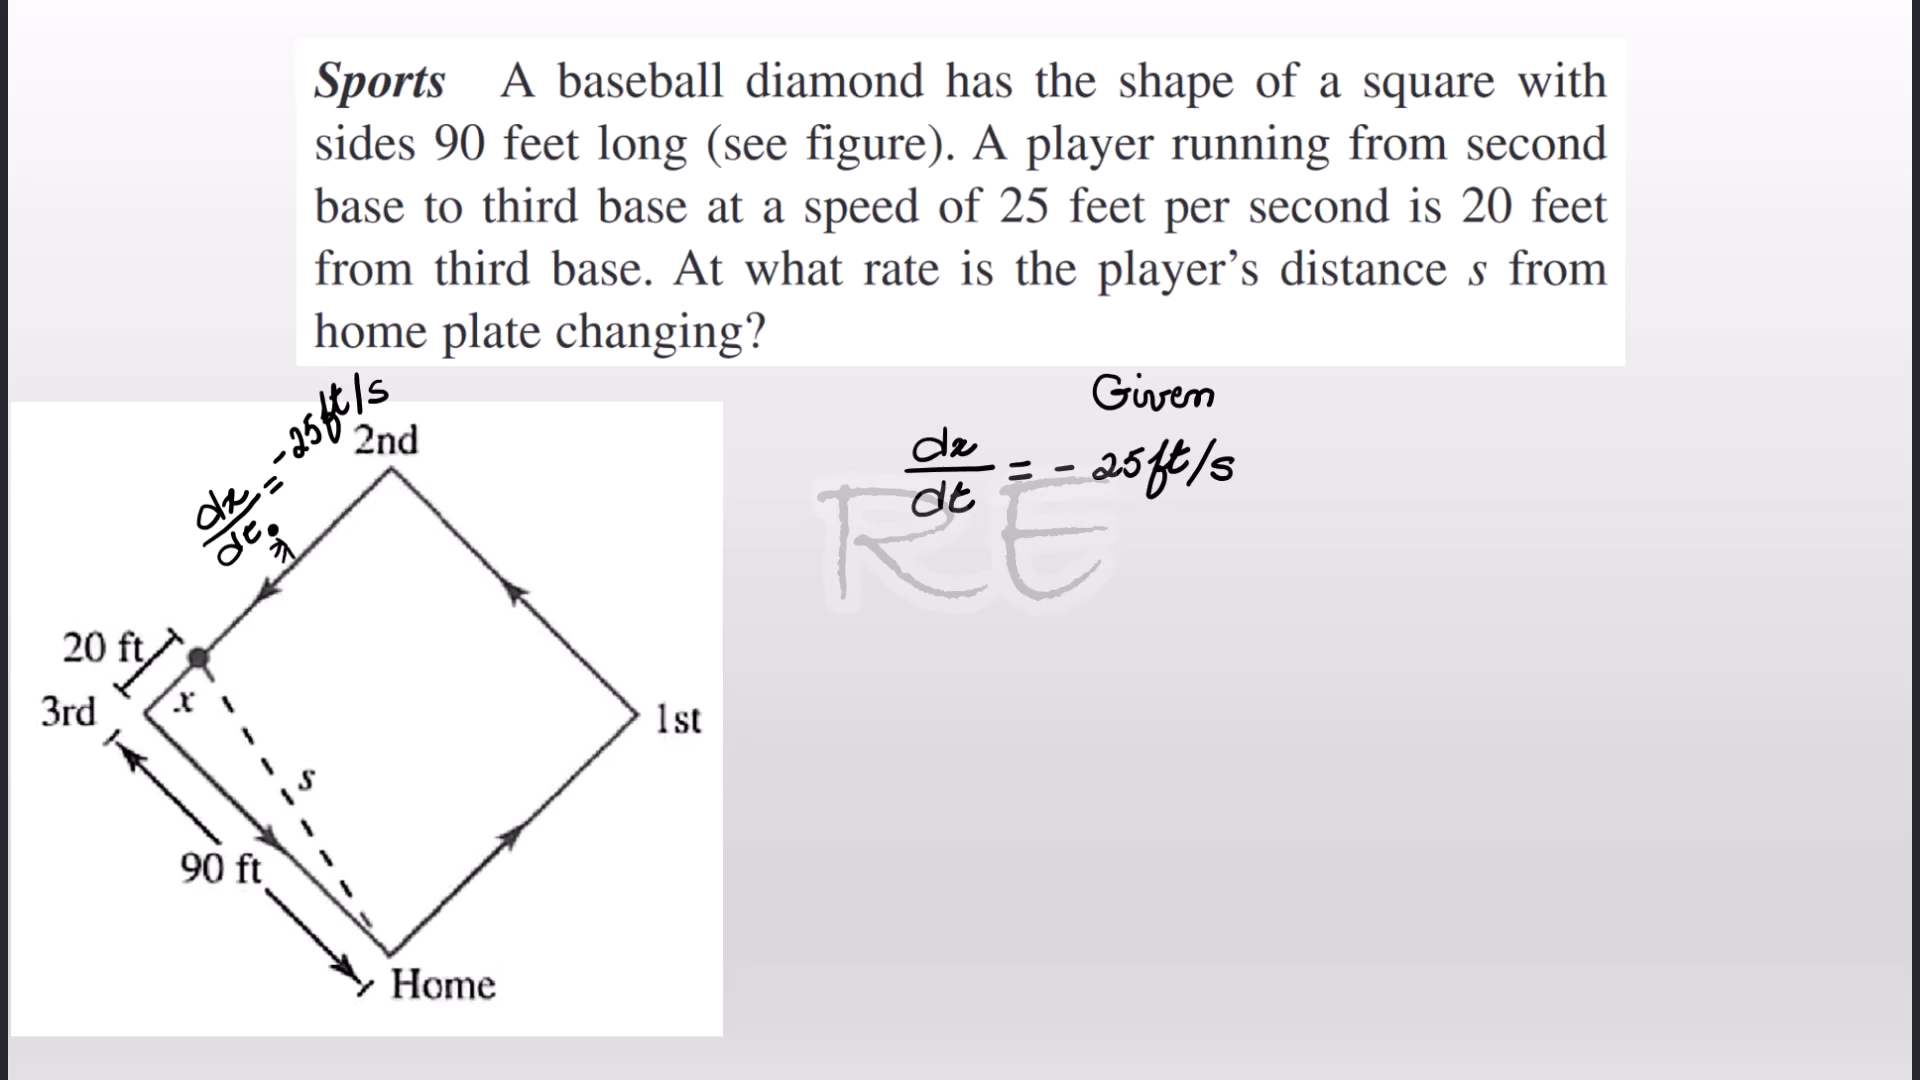 Sports A baseball diamond has the shape of a square with
sides 90 feet long (see figure). A player running from second
base to third base at a speed of 25 feet per second is 20 feet
from third base. At what rate is the player’s distance s from
home plate changing?
Given
dx/dt = - 25ft/s
dx/dt = - 25ft/s
2nd
20 ft
x
3rd
1st
s
90 ft
Home
RE